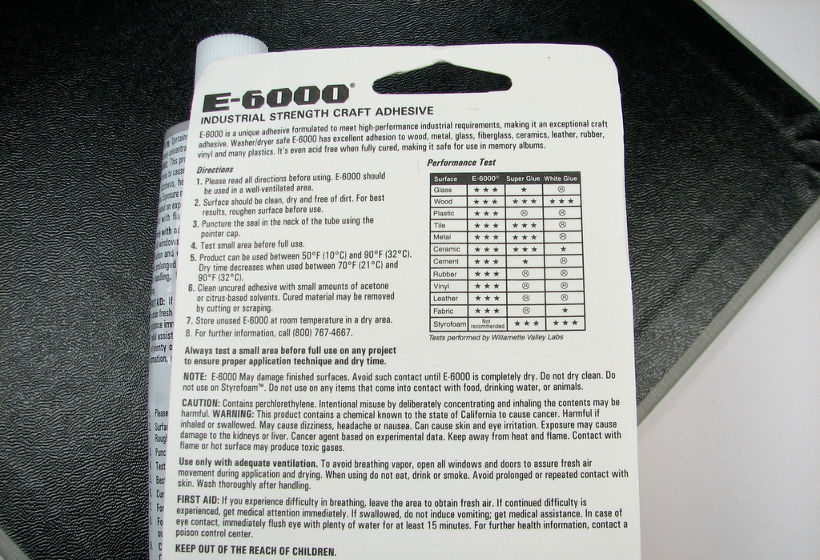 E-6000®
INDUSTRIAL STRENGTH CRAFT ADHESIVE
E-6000 is a unique adhesive formulated to meet high-performance industrial requirements, making it an exceptional craft
adhesive. Washer/dryer safe E-6000 has excellent adhesion to wood, metal, glass, fiberglass, ceramics, leather, rubber,
vinyl and many plastics. It's even acid free when fully cured, making it safe for use in memory albums.
Directions
1. Please read all directions before using. E-6000 should
be used in a well-ventilated area.
2. Surface should be clean, dry and free of dirt. For best
results, roughen surface before use.
3. Puncture the seal in the neck of the tube using the
pointer cap.
4. Test small area before full use.
5. Product can be used between 50°F (10°C) and 90°F (32°C).
Dry time decreases when used between 70°F (21°C) and
90°F (32°C).
6. Clean uncured adhesive with small amounts of acetone
or citrus-based solvents. Cured material may be removed
by cutting or scraping.
7. Store unused E-6000 at room temperature in a dry area.
8. For further information, call (800) 767-4667.
Performance Test
Surface E-6000® Super Glue White Glue
Glass ★★★ ★ ☹
Wood ★★★ ★★★ ★★★
Plastic ★★★ ☹ ☹
Tile ★★★ ★★★ ☹
Metal ★★★ ★★★ ☹
Ceramic ★★★ ★★★ ★
Cement ★★★ ★ ☹
Rubber ★★★ ☹ ☹
Vinyl ★★★ ☹ ☹
Leather ★★★ ☹ ☹
Fabric ★★★ ☹ ★
Styrofoam Not recommended ★★★ ★★★
Tests performed by Willamette Valley Labs
Always test a small area before full use on any project
to ensure proper application technique and dry time.
NOTE: E-6000 May damage finished surfaces. Avoid such contact until E-6000 is completely dry. Do not dry clean. Do
not use on Styrofoam™. Do not use on any items that come into contact with food, drinking water, or animals.
CAUTION: Contains perchlorethylene. Intentional misuse by deliberately concentrating and inhaling the contents may be
harmful. WARNING: This product contains a chemical known to the state of California to cause cancer. Harmful if
inhaled or swallowed. May cause dizziness, headache or nausea. Can cause skin and eye irritation. Exposure may cause
damage to the kidneys or liver. Cancer agent based on experimental data. Keep away from heat and flame. Contact with
flame or hot surface may produce toxic gases.
Use only with adequate ventilation. To avoid breathing vapor, open all windows and doors to assure fresh air
movement during application and drying. When using do not eat, drink or smoke. Avoid prolonged or repeated contact with
skin. Wash thoroughly after handling.
FIRST AID: If you experience difficulty in breathing, leave the area to obtain fresh air. If continued difficulty is
experienced, get medical attention immediately. If swallowed, do not induce vomiting; get medical assistance. In case of
eye contact, immediately flush eye with plenty of water for at least 15 minutes. For further health information, contact a
poison control center.
KEEP OUT OF THE REACH OF CHILDREN.